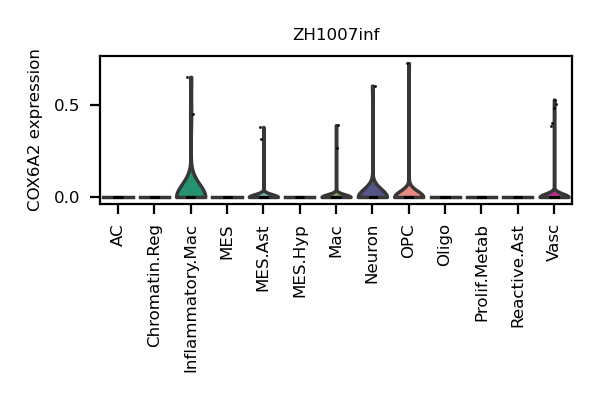 ZH1007inf
COX6A2 expression
0.5
0.0
AC
Chromatin.Reg
Inflammatory.Mac
MES
MES.Ast
MES.Hyp
Mac
Neuron
OPC
Oligo
Prolif.Metab
Reactive.Ast
Vasc